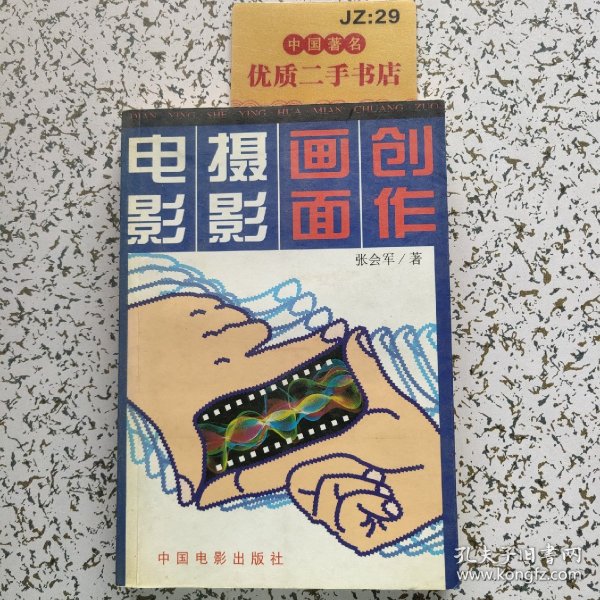 JZ:29
中国著名
优质二手书店
DIAN YING SHE YING HUA MIAN CHUANG ZUO
电影摄影画面创作
张会军/著
中国电影出版社
孔夫子旧书网
www.kongfz.com